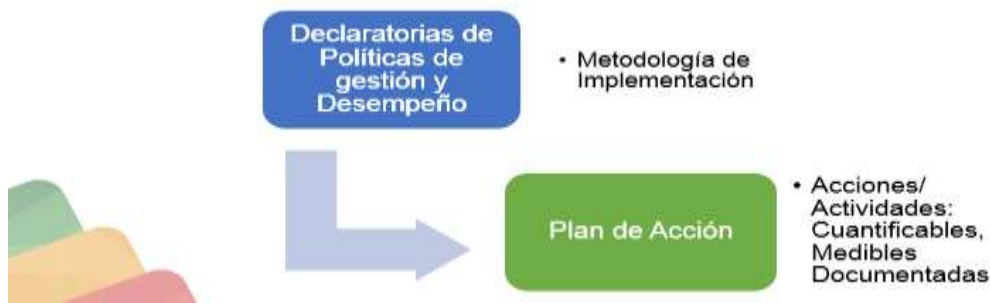 Declaratorias de
Políticas de
gestión y
Desempeño
• Metodología de
Implementación
Plan de Acción
• Acciones/
Actividades:
Cuantificables,
Medibles
Documentadas